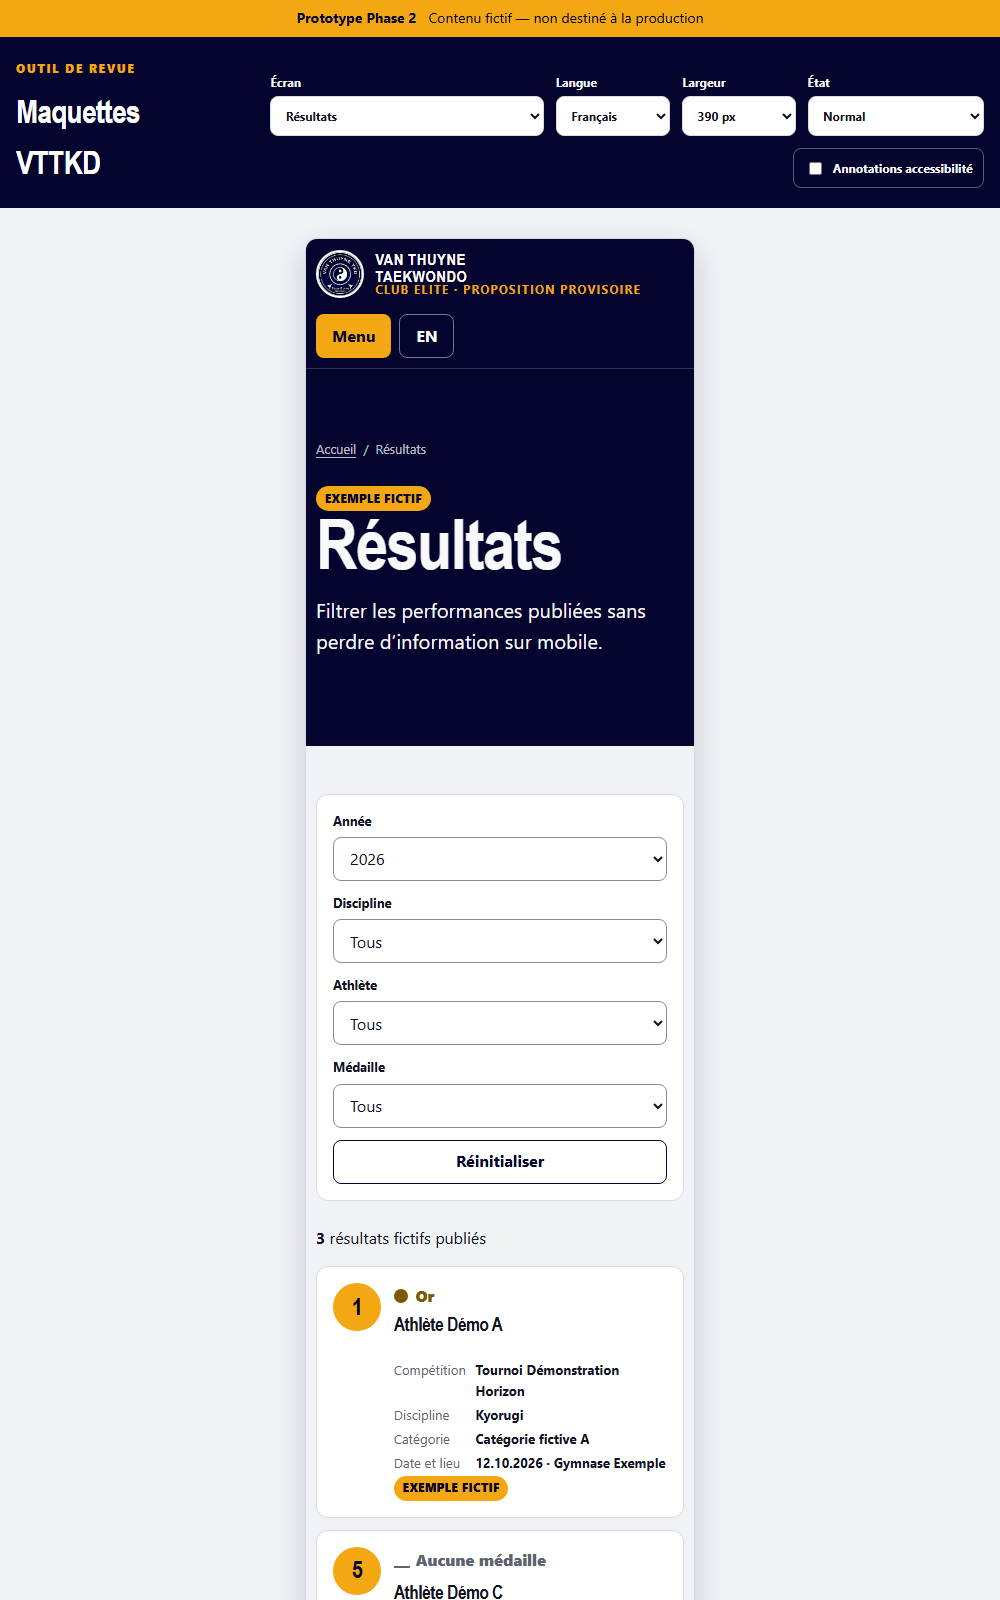 Prototype Phase 2 Contenu fictif — non destiné à la production
OUTIL DE REVUE
Maquettes
VTTKD
Écran
Résultats
Langue
Français
Largeur
390 px
État
Normal
Annotations accessibilité
VAN THUYNE
TAEKWONDO
CLUB ELITE · PROPOSITION PROVISOIRE
Menu
EN
Accueil / Résultats
EXEMPLE FICTIF
Résultats
Filtrer les performances publiées sans
perdre d’information sur mobile.
Année
2026
Discipline
Tous
Athlète
Tous
Médaille
Tous
Réinitialiser
3 résultats fictifs publiés
1
Or
Athlète Démo A
Compétition Tournoi Démonstration
Horizon
Discipline Kyorugi
Catégorie Catégorie fictive A
Date et lieu 12.10.2026 · Gymnase Exemple
EXEMPLE FICTIF
5
Aucune médaille
Athlète Démo C